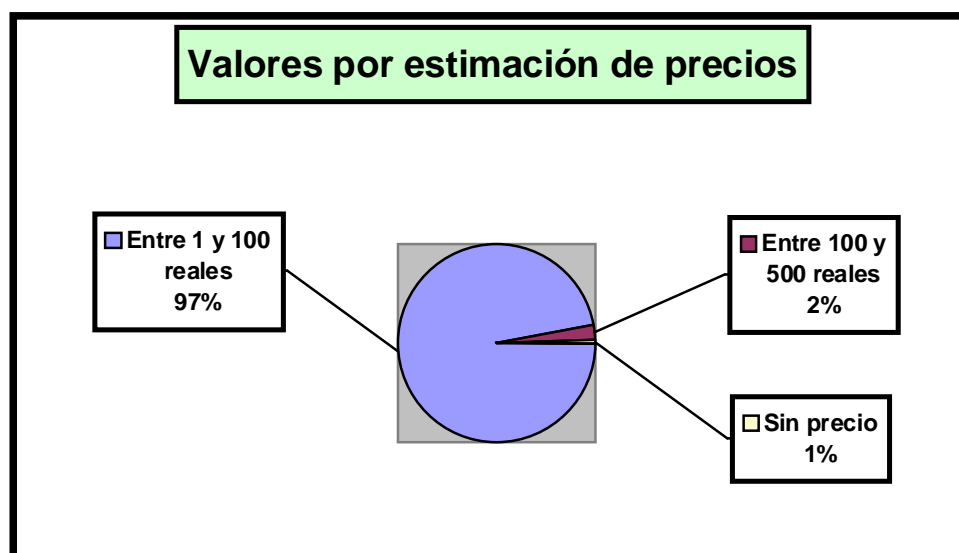 Valores por estimación de precios
Entre 1 y 100
reales
97%
Entre 100 y
500 reales
2%
Sin precio
1%